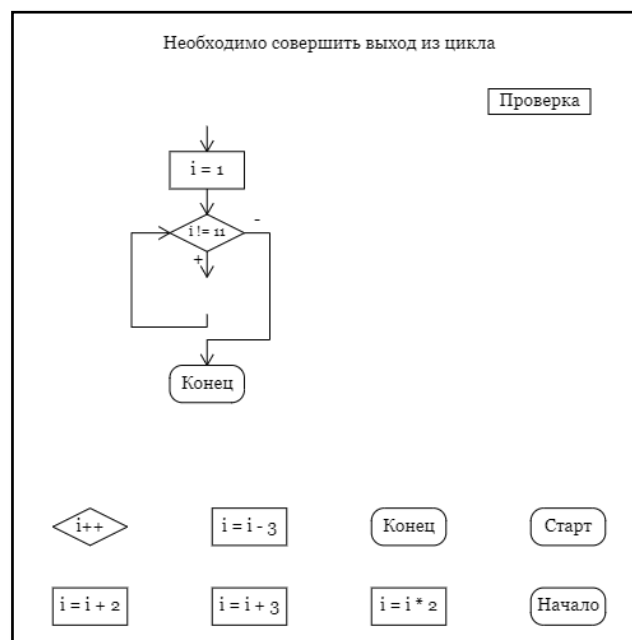 Необходимо совершить выход из цикла
Проверка
i = 1
i != 11
-
+
Конец
i++
i = i - 3
Конец
Старт
i = i + 2
i = i + 3
i = i * 2
Начало